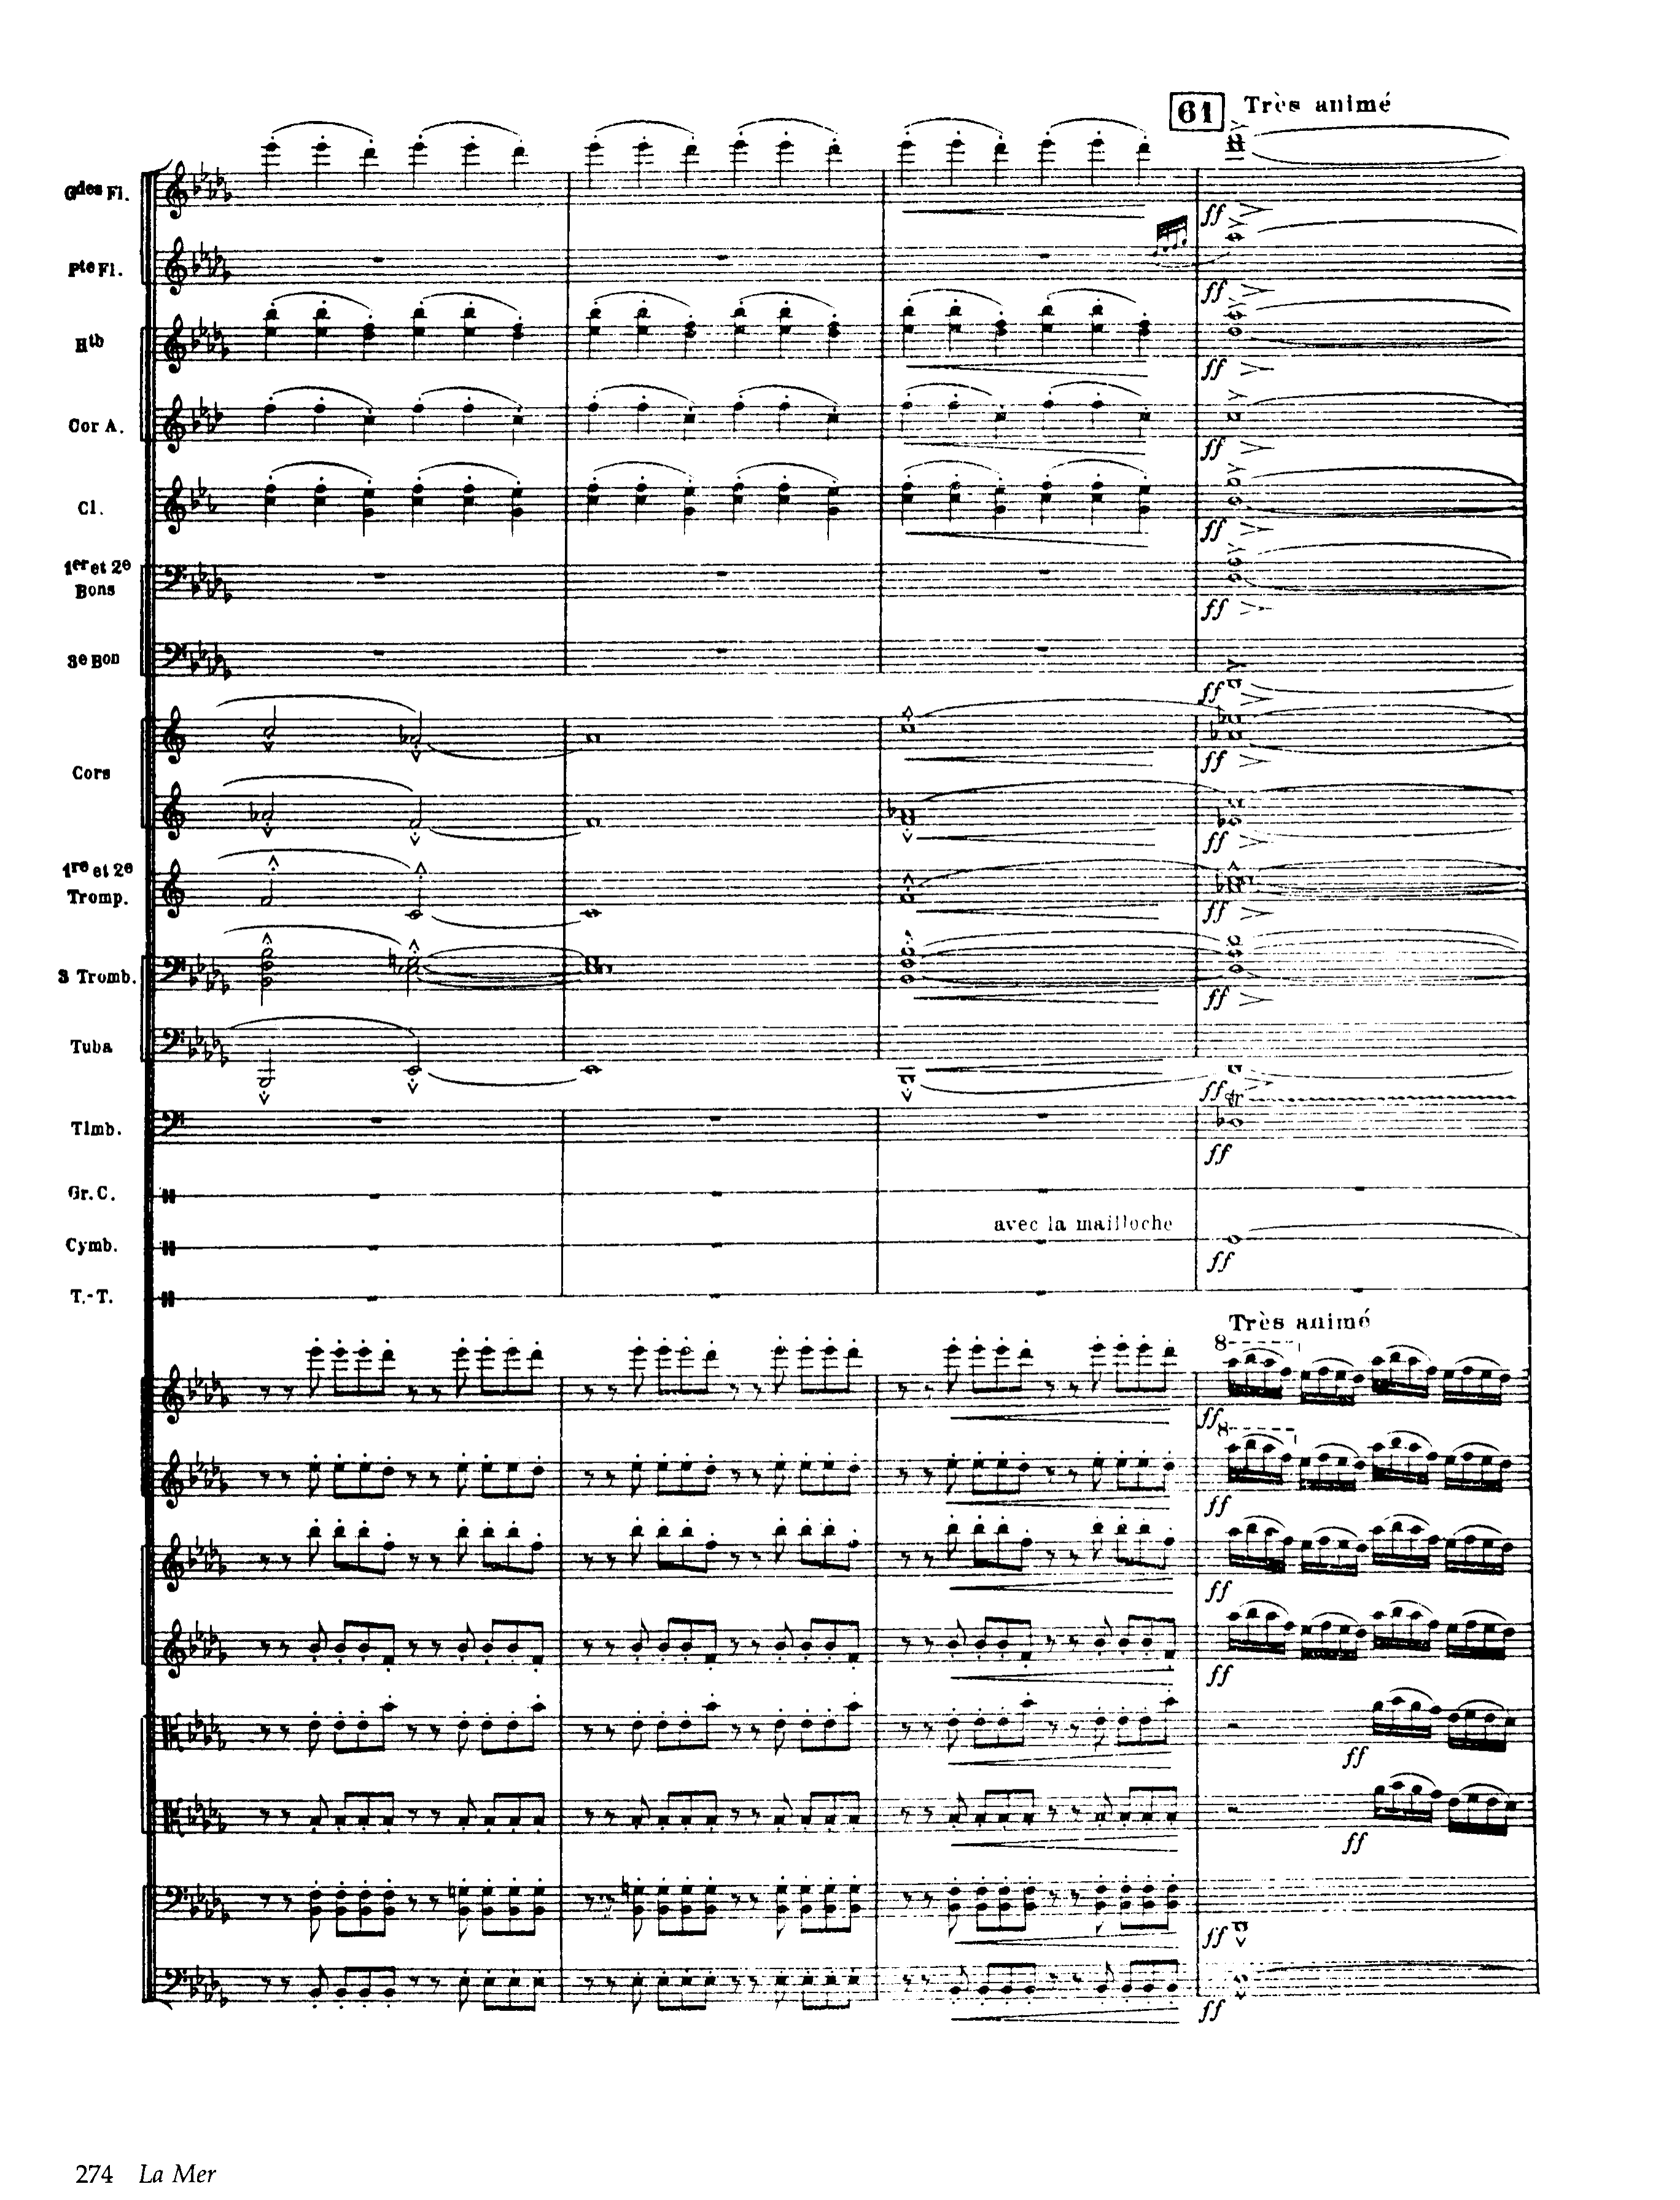 61 Très animé
Gdes Fl.
ff
Pte Fl.
ff
Htb
ff
Cor A.
ff
Cl.
ff
1er et 2e
Bons
ff
3e Bon
ff
Cors
ff
ff
1re et 2e
Tromp.
ff
3 Tromb.
ff
Tuba
ff
tr
Timb.
ff
Gr. C.
avec la mailloche
Cymb.
ff
T.-T.
Très animé
8
ff
8
ff
ff
ff
ff
ff
ff
ff
274 La Mer